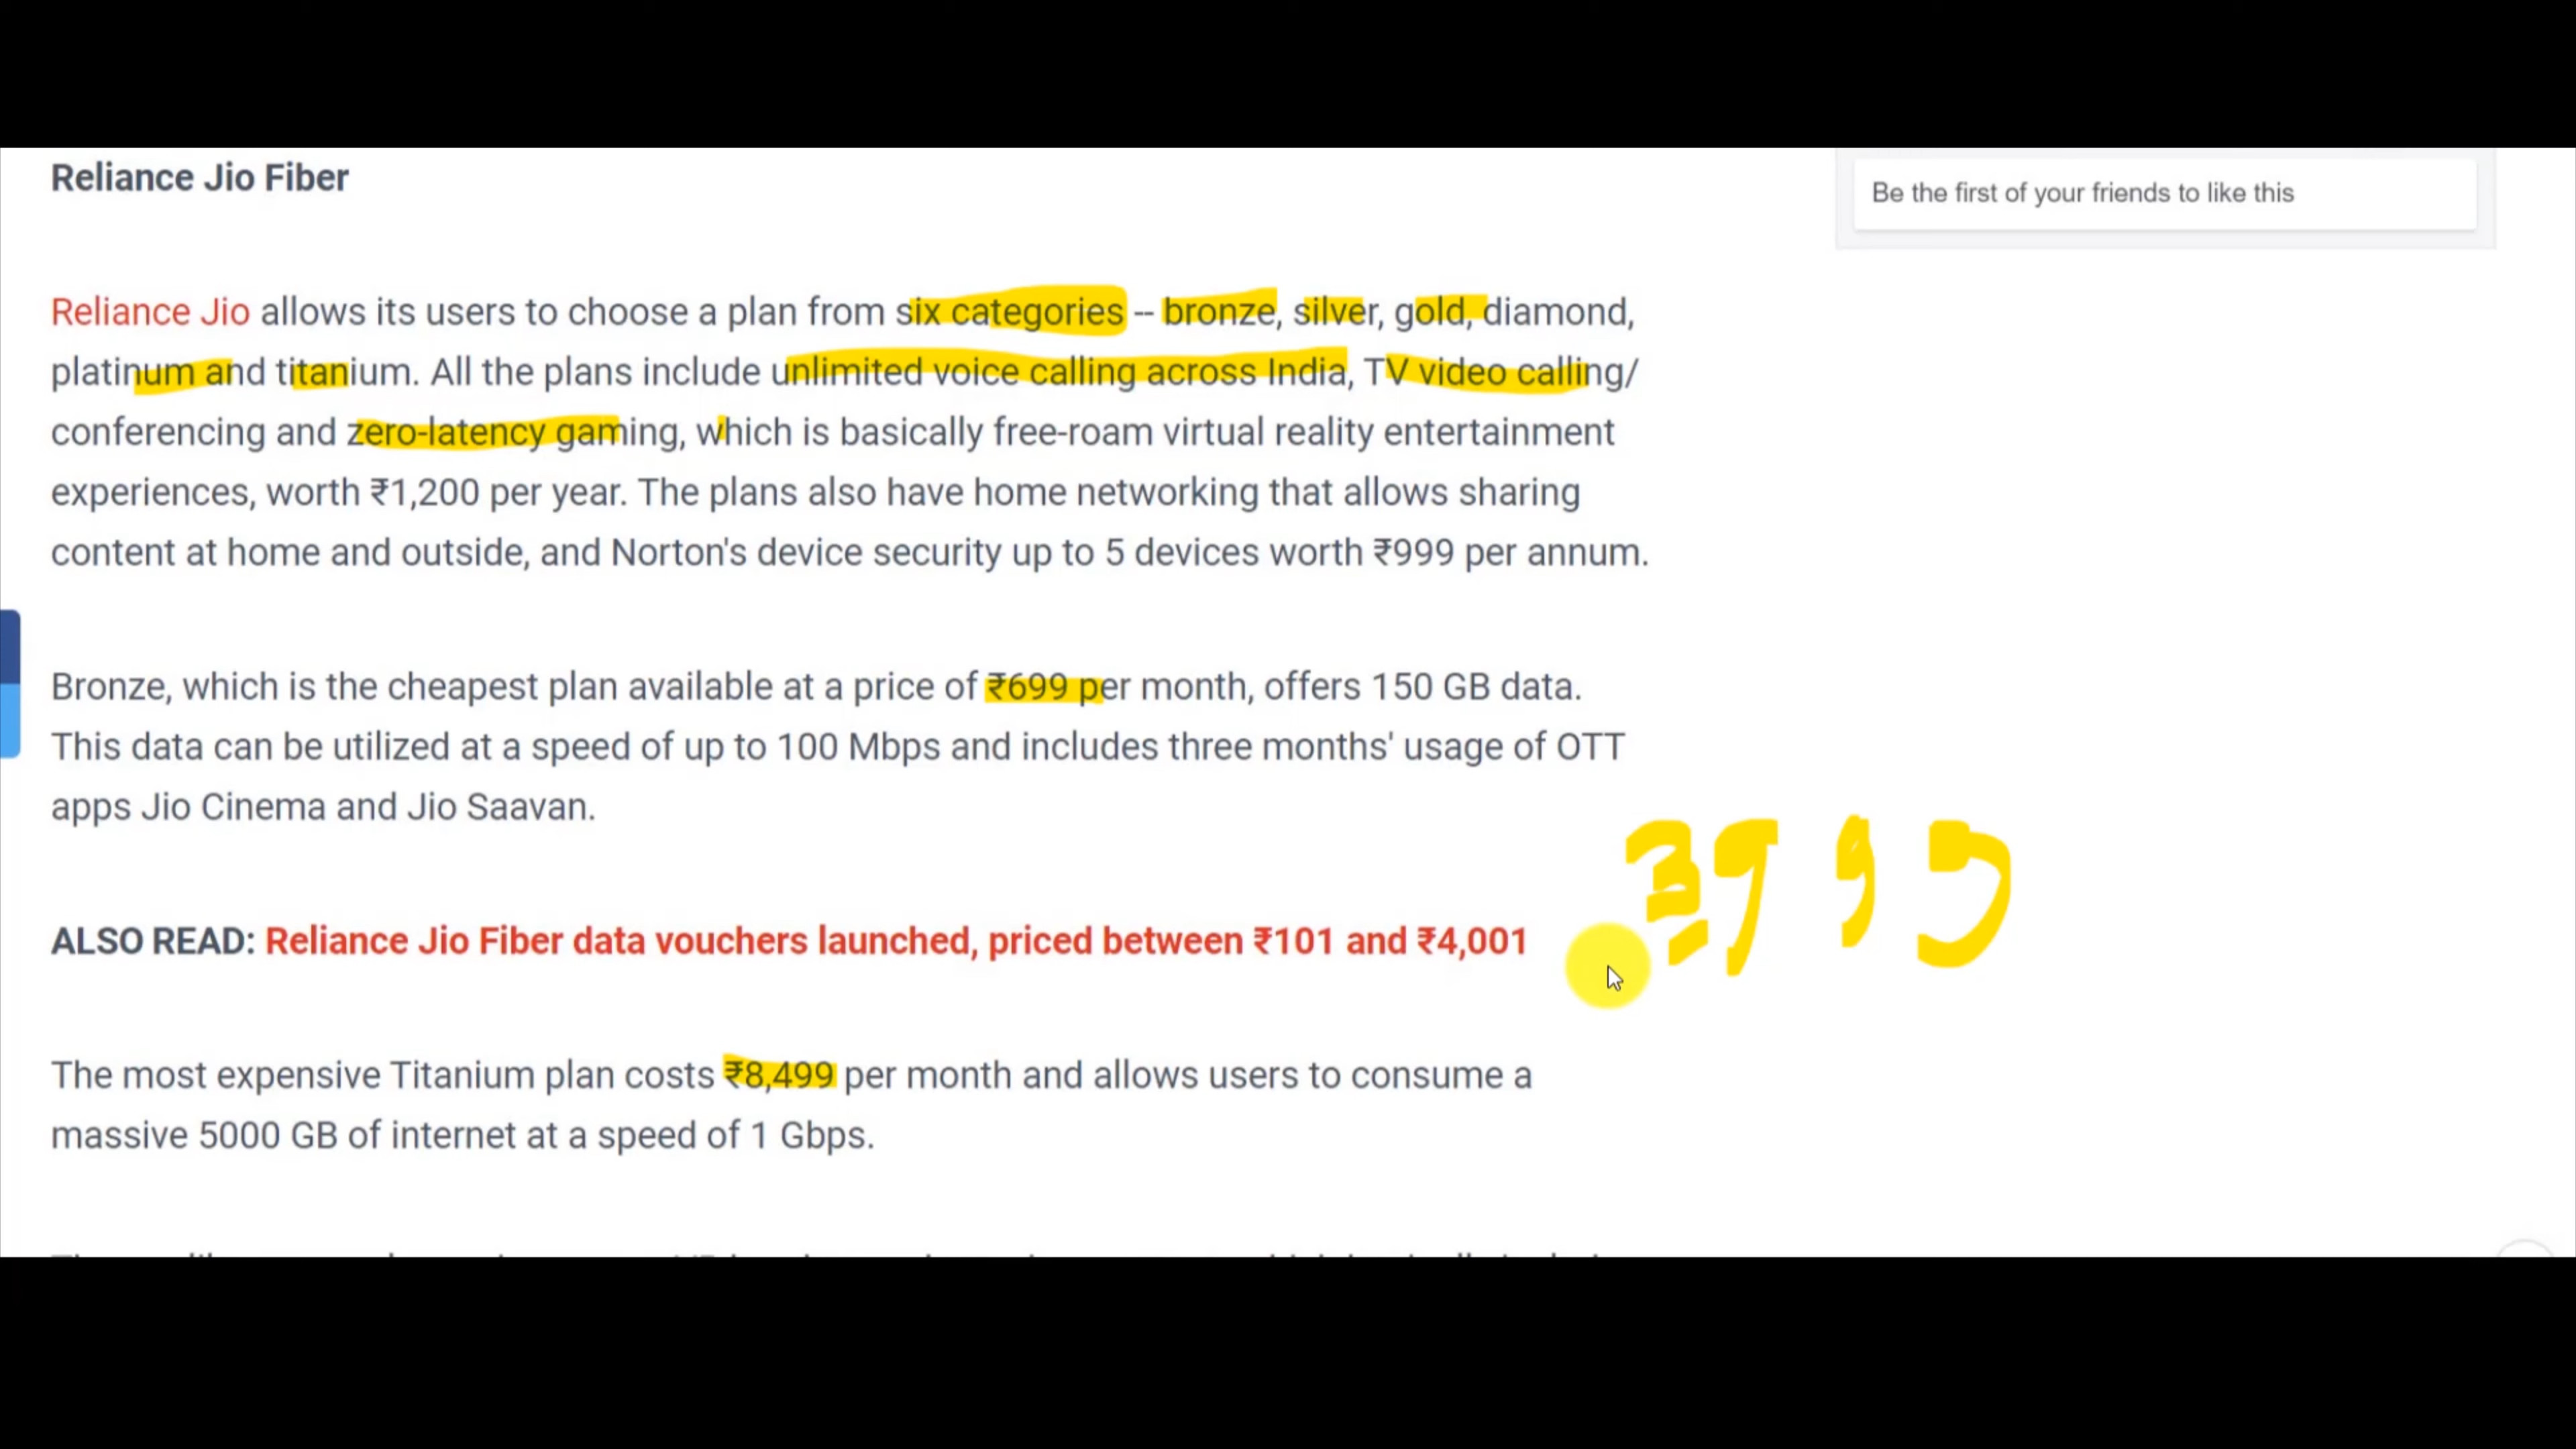 Reliance Jio Fiber
Be the first of your friends to like this
Reliance Jio allows its users to choose a plan from six categories -- bronze, silver, gold, diamond,
platinum and titanium. All the plans include unlimited voice calling across India, TV video calling/
conferencing and zero-latency gaming, which is basically free-roam virtual reality entertainment
experiences, worth ₹1,200 per year. The plans also have home networking that allows sharing
content at home and outside, and Norton's device security up to 5 devices worth ₹999 per annum.
Bronze, which is the cheapest plan available at a price of ₹699 per month, offers 150 GB data.
This data can be utilized at a speed of up to 100 Mbps and includes three months' usage of OTT
apps Jio Cinema and Jio Saavan.
ALSO READ: Reliance Jio Fiber data vouchers launched, priced between ₹101 and ₹4,001
The most expensive Titanium plan costs ₹8,499 per month and allows users to consume a
massive 5000 GB of internet at a speed of 1 Gbps.